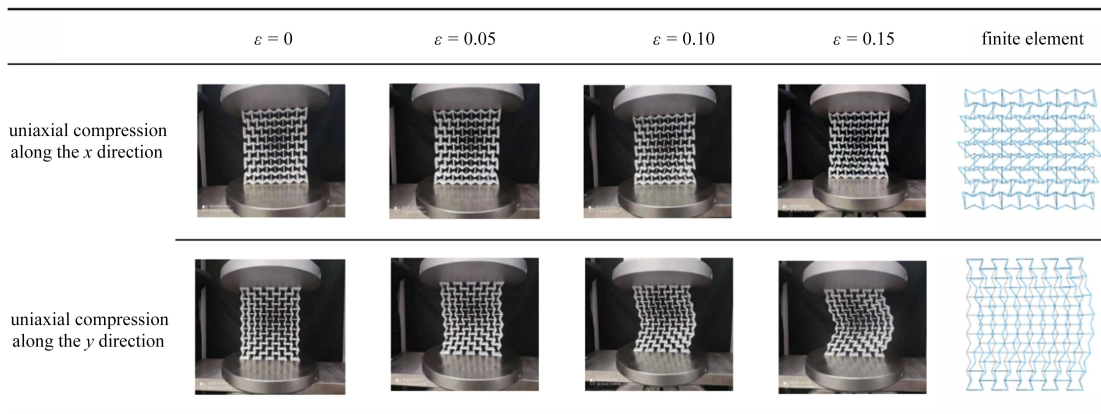 ε = 0
ε = 0.05
ε = 0.10
ε = 0.15
finite element
uniaxial compression
along the x direction
uniaxial compression
along the y direction